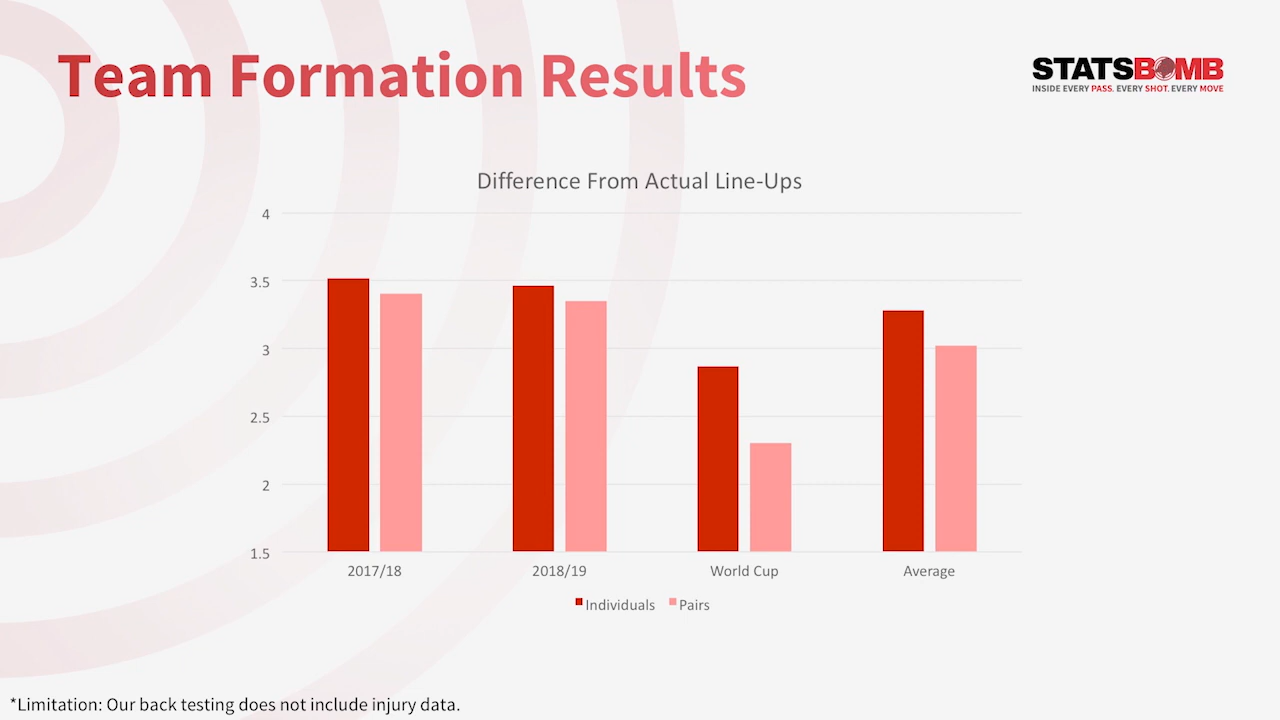 Team Formation Results
STATSBOMB
INSIDE EVERY PASS. EVERY SHOT. EVERY MOVE
Difference From Actual Line-Ups
4
3.5
3
2.5
2
1.5
2017/18 2018/19 World Cup Average
Individuals Pairs
*Limitation: Our back testing does not include injury data.